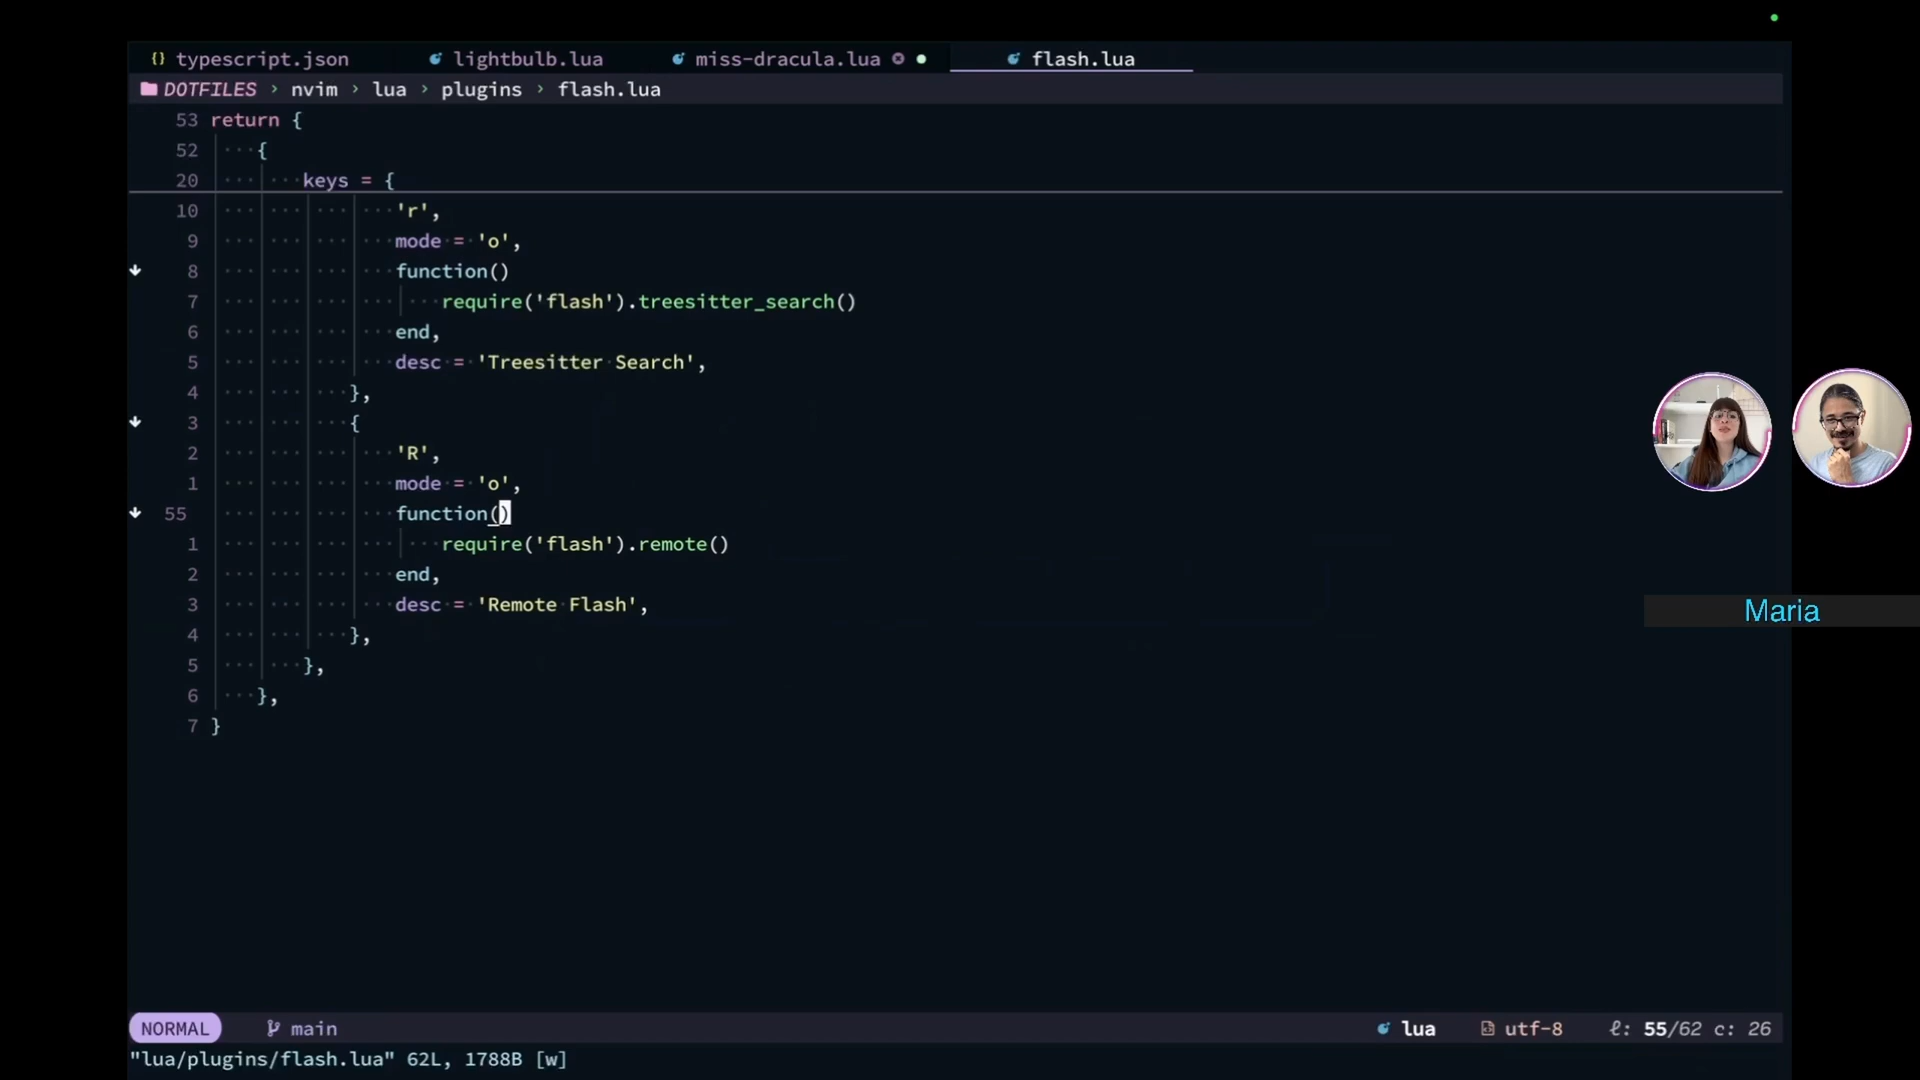 {} typescript.json lightbulb.lua miss-dracula.lua flash.lua
DOTFILES › nvim › lua › plugins › flash.lua
53 return {
52 {
20 keys = {
10 'r',
9 mode = 'o',
8 function()
7 require('flash').treesitter_search()
6 end,
5 desc = 'Treesitter Search',
4 },
3 {
2 'R',
1 mode = 'o',
55 function()
1 require('flash').remote()
2 end,
3 desc = 'Remote Flash',
4 },
5 },
6 },
7 }
Maria
NORMAL main lua utf-8 ℓ: 55/62 c: 26
"lua/plugins/flash.lua" 62L, 1788B [w]